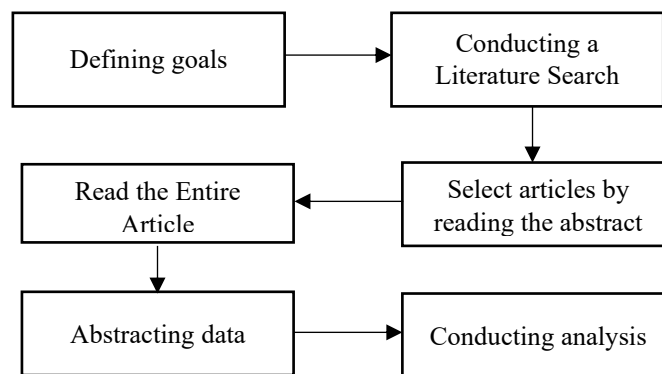 Defining goals
Conducting a
Literature Search
Select articles by
reading the abstract
Read the Entire
Article
Abstracting data
Conducting analysis